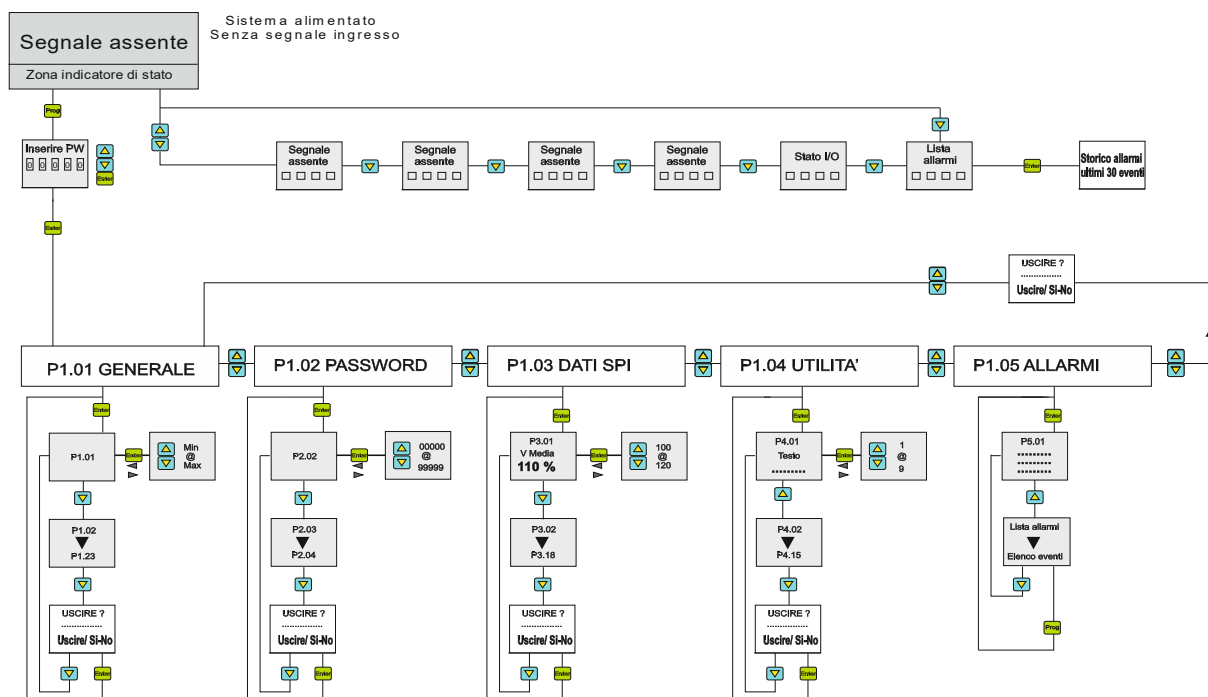 Sistema alimentato
Senza segnale ingresso
Segnale assente
Zona indicatore di stato
Prog
Inserire PW
0 0 0 0 0
Enter
Enter
Segnale
assente
Segnale
assente
Segnale
assente
Segnale
assente
Stato I/O
Lista
allarmi
Enter
Storico allarmi
ultimi 30 eventi
USCIRE ?
................
Uscire/ Si-No
P1.01 GENERALE
P1.02 PASSWORD
P1.03 DATI SPI
P1.04 UTILITA'
P1.05 ALLARMI
Enter
Enter
Enter
Enter
Enter
P1.01
Enter
Min
@
Max
P2.02
Enter
00000
@
99999
P3.01
V Media
110 %
Enter
100
@
120
P4.01
Testo
.........
Enter
1
@
9
P5.01
.........
.........
.........
P1.02
P1.23
P2.03
P2.04
P3.02
P3.18
P4.02
P4.15
Lista allarmi
Elenco eventi
USCIRE ?
................
Uscire/ Si-No
Enter
USCIRE ?
................
Uscire/ Si-No
Enter
USCIRE ?
................
Uscire/ Si-No
Enter
USCIRE ?
................
Uscire/ Si-No
Enter
Prog